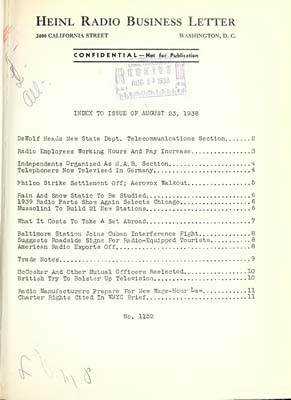 HEINL RADIO BUSINESS LETTER
2400 CALIFORNIA STREET WASHINGTON, D. C.
CONFIDENTIAL—Not for Publication
AUG 24 1938
INDEX TO ISSUE OF AUGUST 23, 1938
DeWolf Heads New State Dept. Telecommunications Section.......2
Radio Employees Working Hours And Pay Increase...............3
Independents Organized As N.A.B. Section.....................4
Telephoners Now Televised In Germany.........................4
Philco Strike Settlement Off; Aerovox Walkout................5
Rain And Snow Static To Be Studied...........................6
1939 Radio Parts Show Again Selects Chicago..................6
Mussolini To Build 21 New Stations...........................6
What It Costs To Take A Set Abroad...........................7
Baltimore Station Joins Cuban Interference Fight.............8
Suggests Roadside Signs For Radio-Equipped Tourists..........8
American Radio Exports Off...................................8
Trade Notes..................................................9
McCosker And Other Mutual Officers Reelected................10
British Try To Bolster Up Television........................10
Radio Manufacturers Prepare For New Wage-Hour Law...........11
Charter Rights Cited In WAXC Brief..........................11
No. 1152